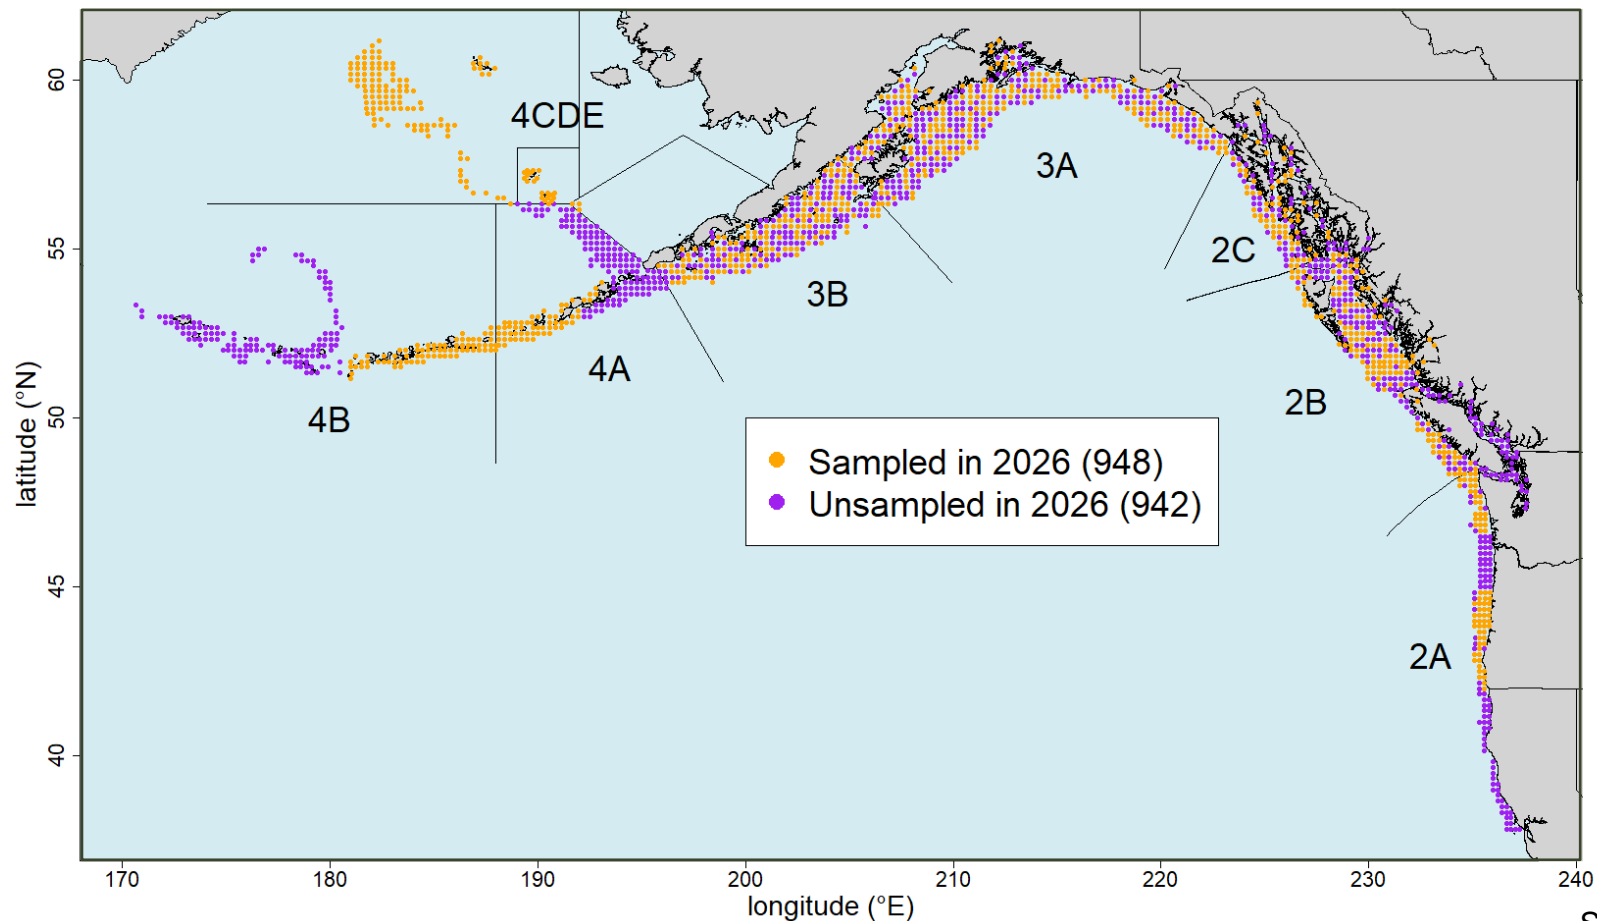 60
55
50
45
40
latitude (°N)
4CDE
3A
2C
3B
4A
2B
4B
Sampled in 2026 (948)
Unsampled in 2026 (942)
2A
170
180
190
200
210
220
230
240
longitude (°E)